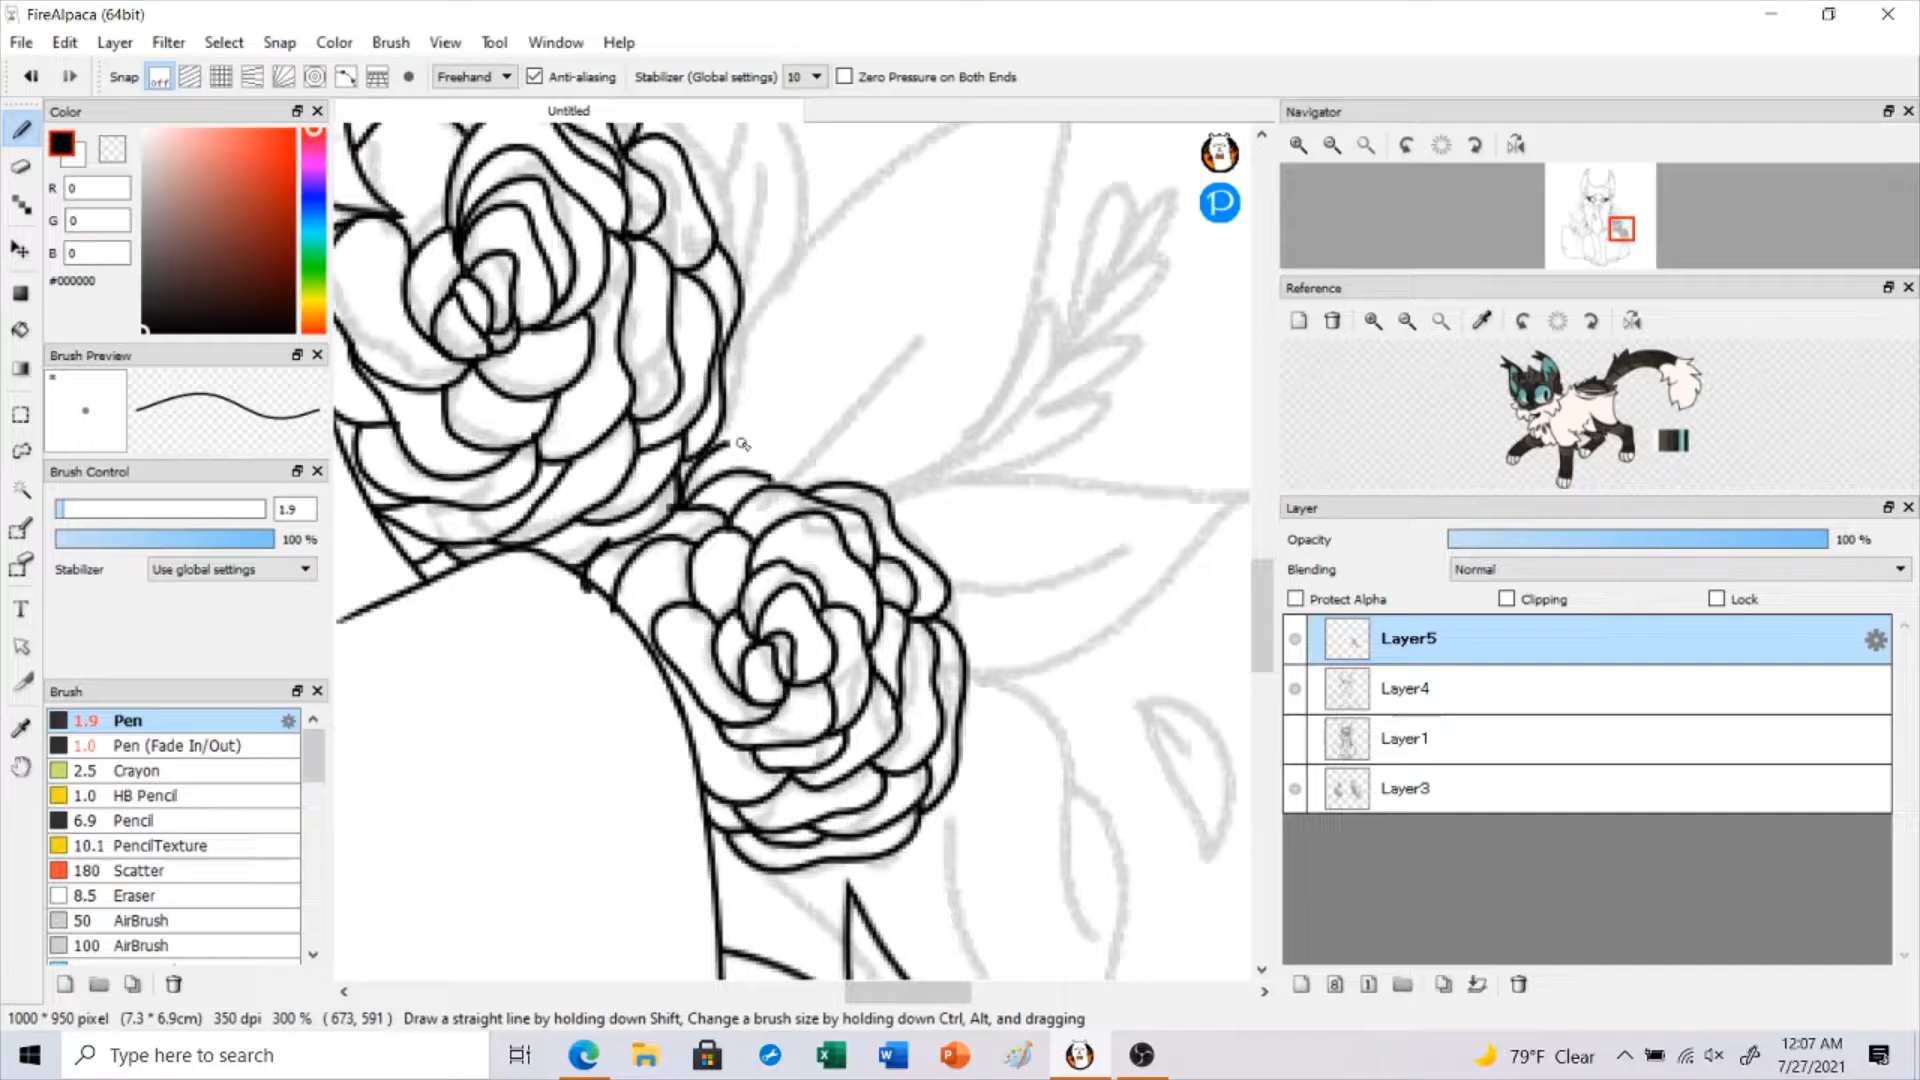 FireAlpaca (64bit)
File Edit Layer Filter Select Snap Color Brush View Tool Window Help
Snap off Freehand Anti-aliasing Stabilizer (Global settings) 10 Zero Pressure on Both Ends
Color
Untitled
Navigator
R 0
G 0
B 0
#000000
P
Reference
Brush Preview
Brush Control
1.9
100 %
Stabilizer Use global settings
Layer
Opacity 100 %
Blending Normal
Protect Alpha Clipping Lock
Layer5
Layer4
Layer1
Layer3
Brush
1.9 Pen
1.0 Pen (Fade In/Out)
2.5 Crayon
1.0 HB Pencil
6.9 Pencil
10.1 PencilTexture
180 Scatter
8.5 Eraser
50 AirBrush
100 AirBrush
T
8 1
1000 * 950 pixel (7.3 * 6.9cm) 350 dpi 300 % ( 673, 591 ) Draw a straight line by holding down Shift, Change a brush size by holding down Ctrl, Alt, and dragging
Type here to search
79°F Clear
12:07 AM
7/27/2021